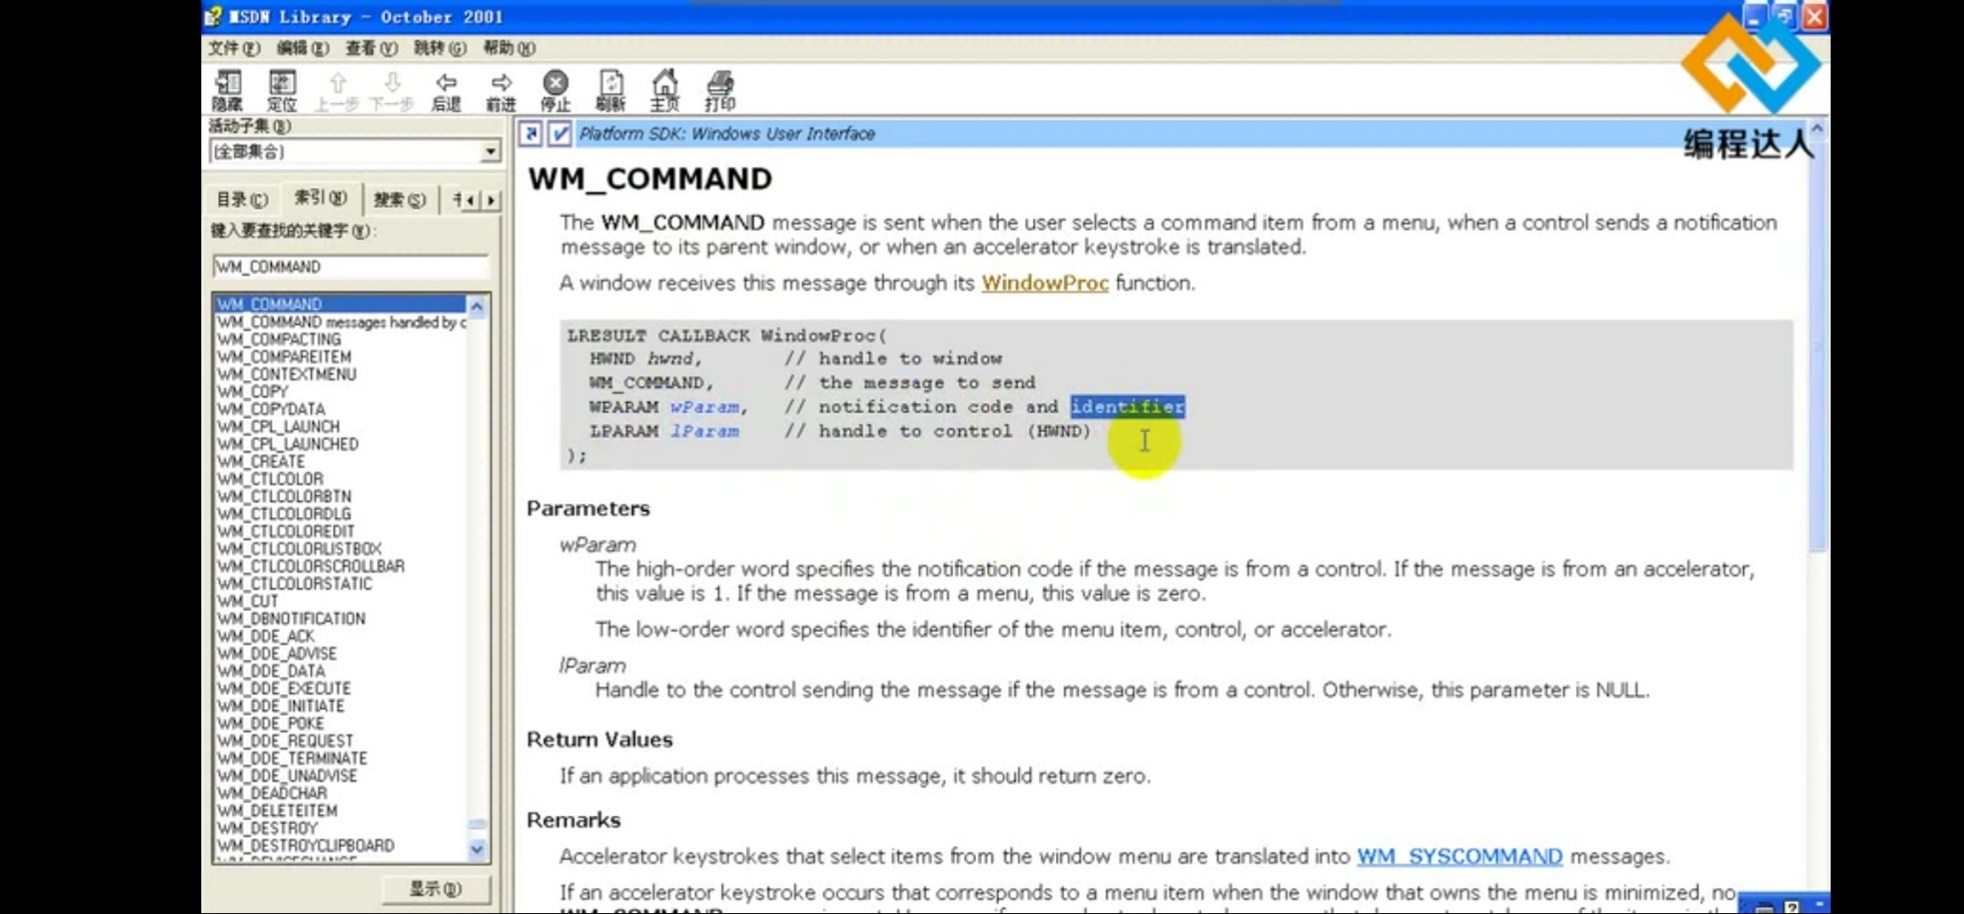 MSDN Library - October 2001
文件(F) 编辑(E) 查看(V) 跳转(G) 帮助(H)
隐藏 定位 上一步 下一步 后退 前进 停止 刷新 主页 打印
编程达人
活动子集(B)
(全部集合)
目录(C) 索引(N) 搜索(S)
键入要查找的关键字(W):
WM_COMMAND
WM_COMMAND
WM_COMMAND messages handled by c
WM_COMPACTING
WM_COMPAREITEM
WM_CONTEXTMENU
WM_COPY
WM_COPYDATA
WM_CPL_LAUNCH
WM_CPL_LAUNCHED
WM_CREATE
WM_CTLCOLOR
WM_CTLCOLORBTN
WM_CTLCOLORDLG
WM_CTLCOLOREDIT
WM_CTLCOLORLISTBOX
WM_CTLCOLORSCROLLBAR
WM_CTLCOLORSTATIC
WM_CUT
WM_DBNOTIFICATION
WM_DDE_ACK
WM_DDE_ADVISE
WM_DDE_DATA
WM_DDE_EXECUTE
WM_DDE_INITIATE
WM_DDE_POKE
WM_DDE_REQUEST
WM_DDE_TERMINATE
WM_DDE_UNADVISE
WM_DEADCHAR
WM_DELETEITEM
WM_DESTROY
WM_DESTROYCLIPBOARD
显示(D)
Platform SDK: Windows User Interface
WM_COMMAND
The WM_COMMAND message is sent when the user selects a command item from a menu, when a control sends a notification
message to its parent window, or when an accelerator keystroke is translated.
A window receives this message through its WindowProc function.
LRESULT CALLBACK WindowProc(
HWND hwnd, // handle to window
WM_COMMAND, // the message to send
WPARAM wParam, // notification code and identifier
LPARAM lParam // handle to control (HWND)
);
Parameters
wParam
The high-order word specifies the notification code if the message is from a control. If the message is from an accelerator,
this value is 1. If the message is from a menu, this value is zero.
The low-order word specifies the identifier of the menu item, control, or accelerator.
lParam
Handle to the control sending the message if the message is from a control. Otherwise, this parameter is NULL.
Return Values
If an application processes this message, it should return zero.
Remarks
Accelerator keystrokes that select items from the window menu are translated into WM_SYSCOMMAND messages.
If an accelerator keystroke occurs that corresponds to a menu item when the window that owns the menu is minimized, no